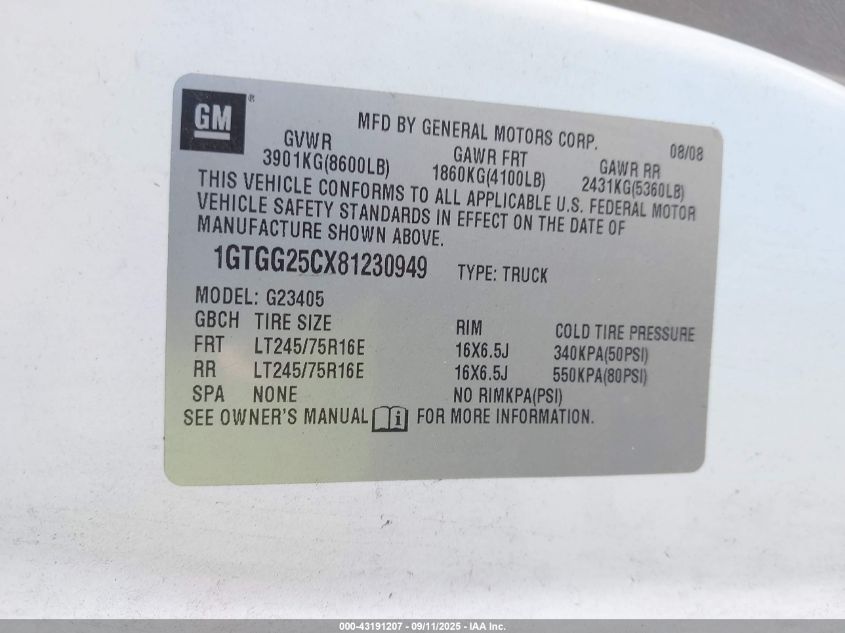 GM®
MFD BY GENERAL MOTORS CORP. 08/08
GVWR GAWR FRT GAWR RR
3901KG(8600LB) 1860KG(4100LB) 2431KG(5360LB)
THIS VEHICLE CONFORMS TO ALL APPLICABLE U.S. FEDERAL MOTOR
VEHICLE SAFETY STANDARDS IN EFFECT ON THE DATE OF
MANUFACTURE SHOWN ABOVE.
1GTGG25CX81230949 TYPE: TRUCK
MODEL: G23405
GBCH TIRE SIZE RIM COLD TIRE PRESSURE
FRT LT245/75R16E 16X6.5J 340KPA(50PSI)
RR LT245/75R16E 16X6.5J 550KPA(80PSI)
SPA NONE NO RIMKPA(PSI)
SEE OWNER'S MANUAL i FOR MORE INFORMATION.
000-43191207 - 09/11/2025 - IAA Inc.